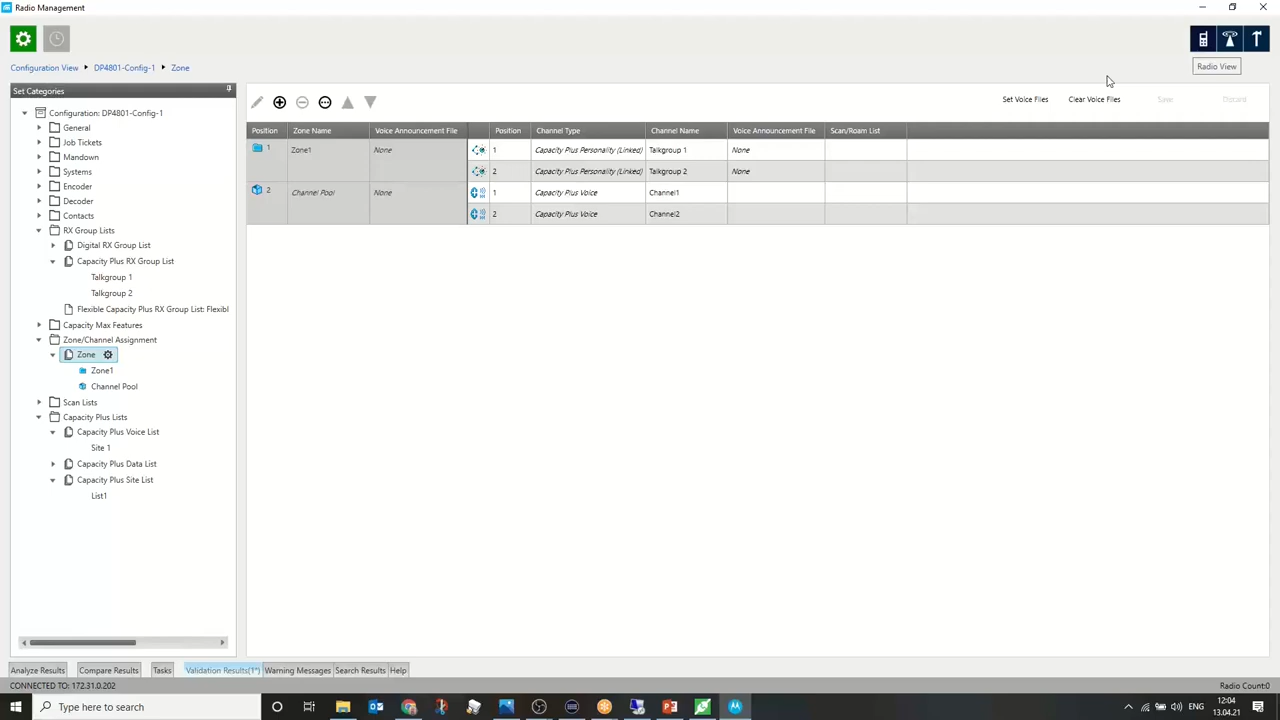 Radio Management
Configuration View DP4801-Config-1 Zone
Radio View
Set Categories
Set Voice Files Clear Voice Files Save Discard
Configuration: DP4801-Config-1
General
Job Tickets
Mandown
Systems
Encoder
Decoder
Contacts
RX Group Lists
Digital RX Group List
Capacity Plus RX Group List
Talkgroup 1
Talkgroup 2
Flexible Capacity Plus RX Group List: Flexibl
Capacity Max Features
Zone/Channel Assignment
Zone
Zone1
Channel Pool
Scan Lists
Capacity Plus Lists
Capacity Plus Voice List
Site 1
Capacity Plus Data List
Capacity Plus Site List
List1
Position Zone Name Voice Announcement File Position Channel Type Channel Name Voice Announcement File Scan/Roam List
1 Zone1 None 1 Capacity Plus Personality (Linked) Talkgroup 1 None
2 Capacity Plus Personality (Linked) Talkgroup 2 None
2 Channel Pool None 1 Capacity Plus Voice Channel1
2 Capacity Plus Voice Channel2
Analyze Results Compare Results Tasks Validation Results(1*) Warning Messages Search Results Help
CONNECTED TO: 172.31.0.202 Radio Count:0
Type here to search
ENG
12:04
13.04.21